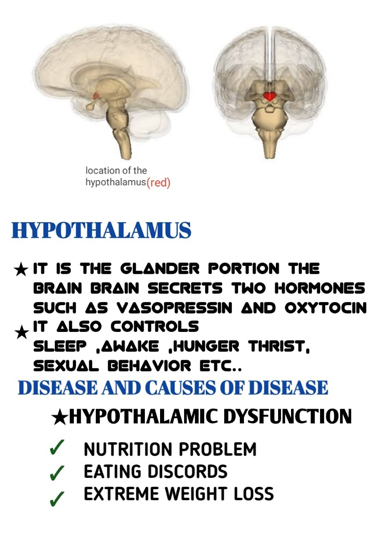 location of the
hypothalamus(red)
HYPOTHALAMUS
★ IT IS THE GLANDER PORTION THE
BRAIN BRAIN SECRETS TWO HORMONES
SUCH AS VASOPRESSIN AND OXYTOCIN
★ IT ALSO CONTROLS
SLEEP ,AWAKE ,HUNGER THRIST,
SEXUAL BEHAVIOR ETC..
DISEASE AND CAUSES OF DISEASE
★HYPOTHALAMIC DYSFUNCTION
✓ NUTRITION PROBLEM
✓ EATING DISCORDS
✓ EXTREME WEIGHT LOSS